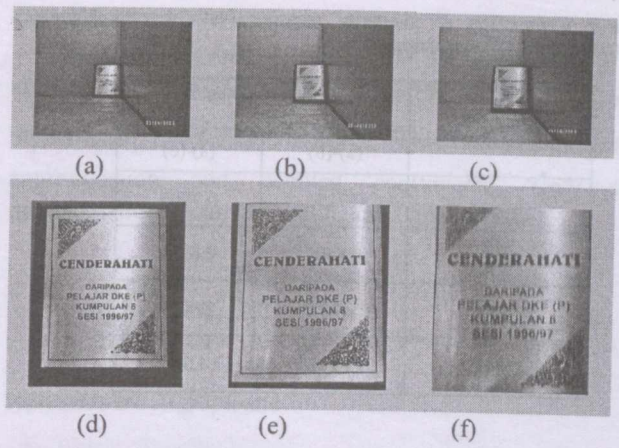 (a)
(b)
(c)
CENDERAHATI
DARIPADA
PELAJAR DKE (P)
KUMPULAN 8
SESI 1996/97
CENDERAHATI
DARIPADA
PELAJAR DKE (P)
KUMPULAN 8
SESI 1996/97
CENDERAHATI
DARIPADA
PELAJAR DKE (P)
KUMPULAN 8
SESI 1996/97
(d)
(e)
(f)